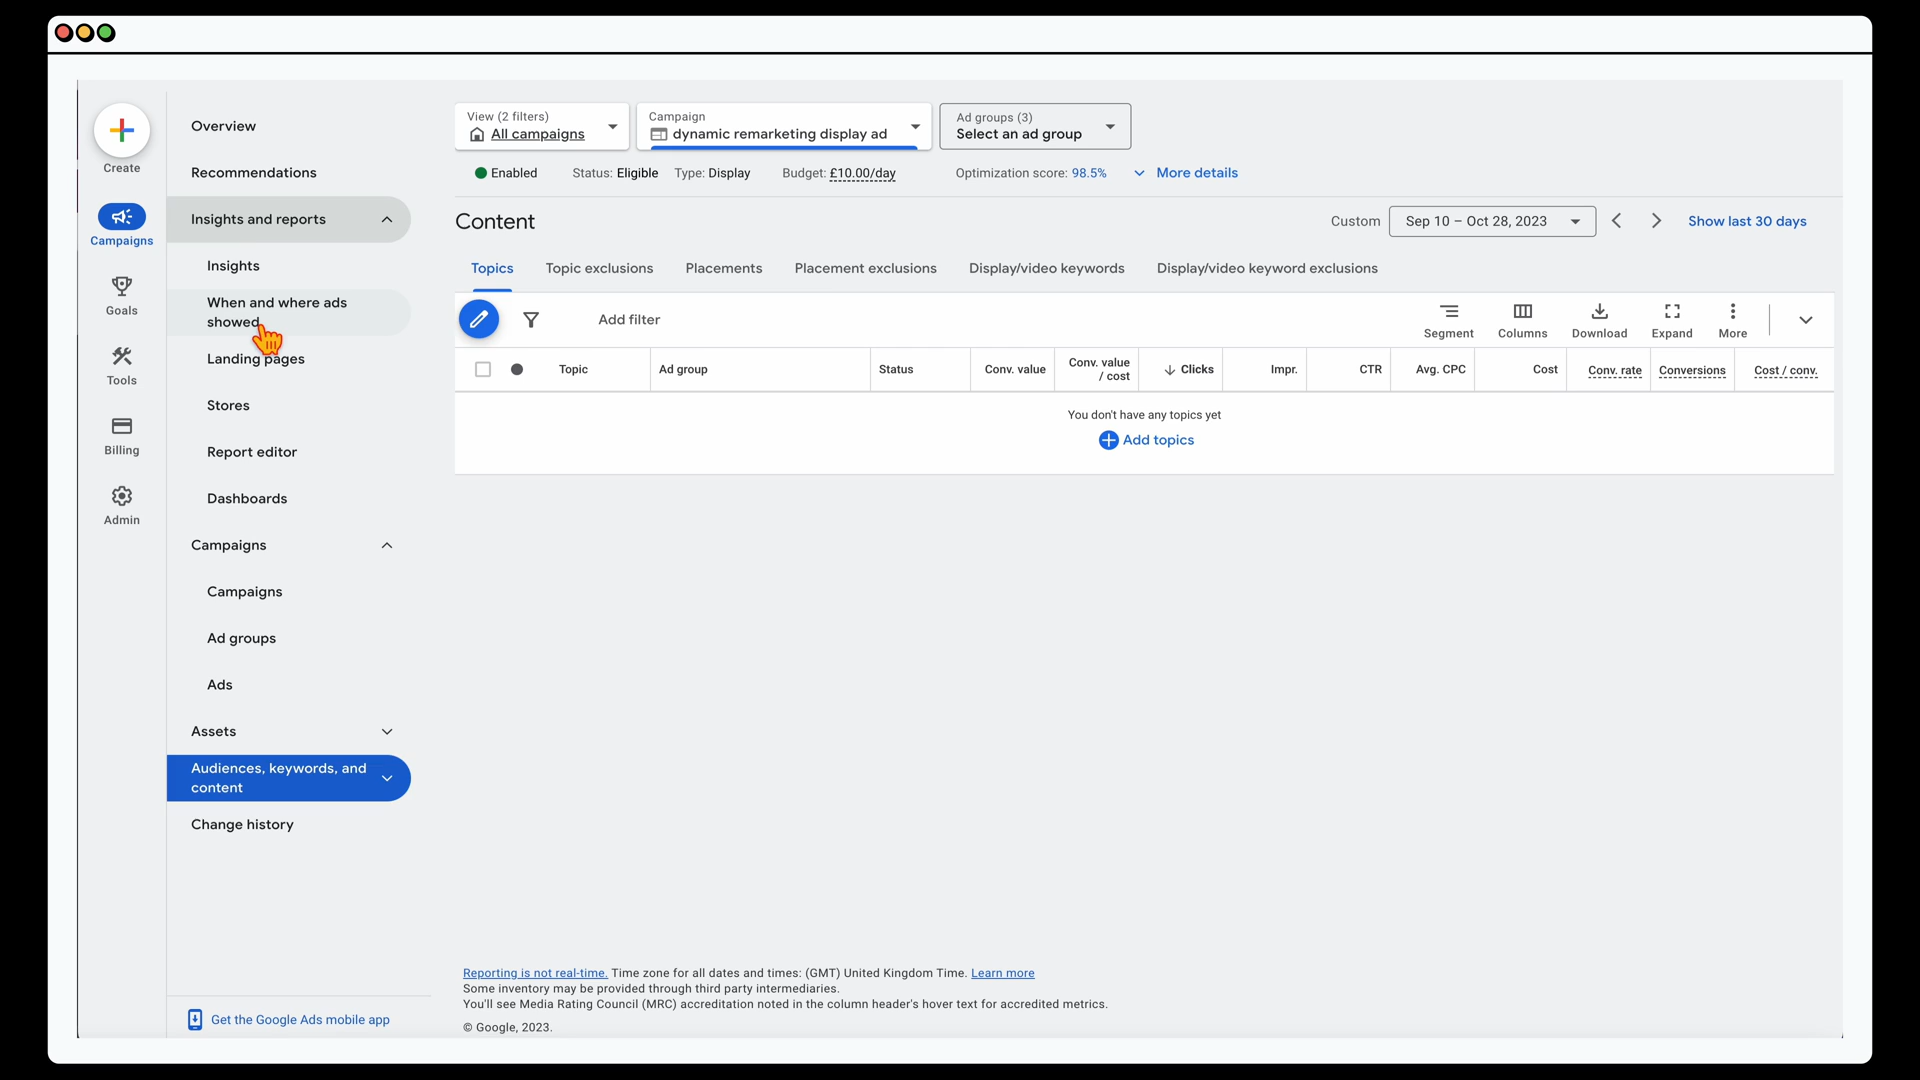 Create
Campaigns
Goals
Tools
Billing
Admin
Overview
Recommendations
Insights and reports
Insights
When and where ads
showed
Landing pages
Stores
Report editor
Dashboards
Campaigns
Campaigns
Ad groups
Ads
Assets
Audiences, keywords, and
content
Change history
Get the Google Ads mobile app
View (2 filters)
All campaigns
Campaign
dynamic remarketing display ad
Ad groups (3)
Select an ad group
Enabled Status: Eligible Type: Display Budget: £10.00/day Optimization score: 98.5% More details
Content
Custom Sep 10 – Oct 28, 2023 Show last 30 days
Topics Topic exclusions Placements Placement exclusions Display/video keywords Display/video keyword exclusions
Add filter
Segment Columns Download Expand More
Topic Ad group Status Conv. value Conv. value / cost Clicks Impr. CTR Avg. CPC Cost Conv. rate Conversions Cost / conv.
You don't have any topics yet
Add topics
Reporting is not real-time. Time zone for all dates and times: (GMT) United Kingdom Time. Learn more
Some inventory may be provided through third party intermediaries.
You'll see Media Rating Council (MRC) accreditation noted in the column header's hover text for accredited metrics.
© Google, 2023.